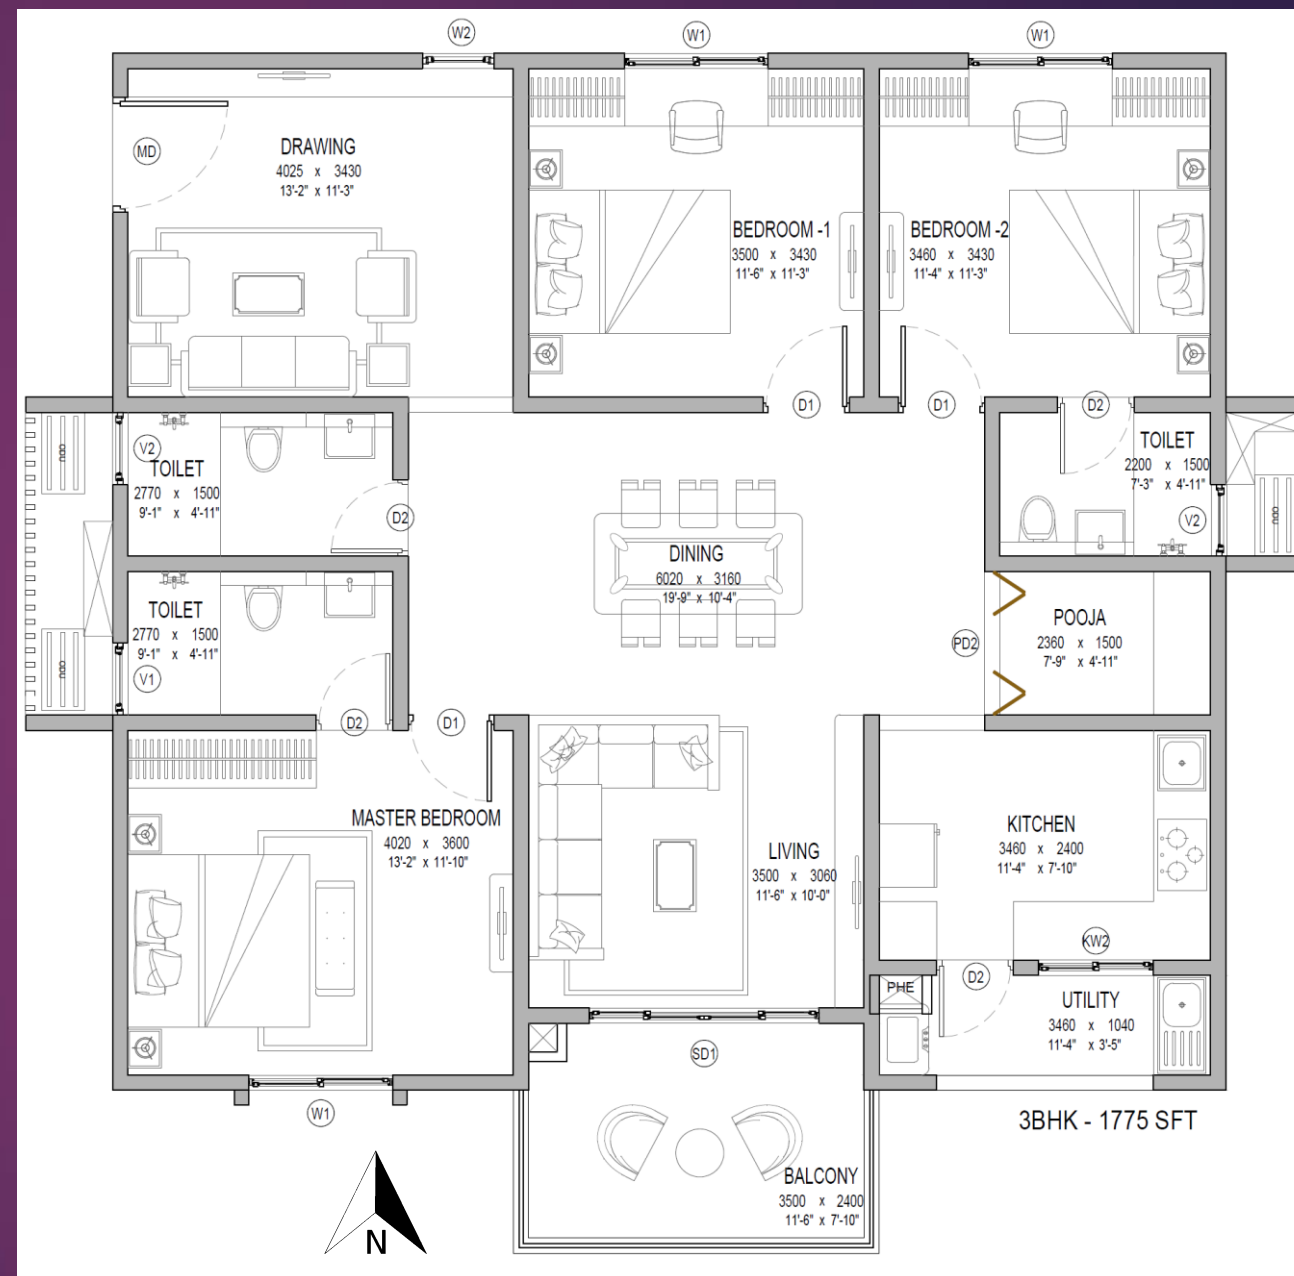 W2
W1
W1
MD
DRAWING
4025 x 3430
13'-2" x 11'-3"
BEDROOM -1
3500 x 3430
11'-6" x 11'-3"
BEDROOM -2
3460 x 3430
11'-4" x 11'-3"
D1
D1
D2
V2
TOILET
2770 x 1500
9'-1" x 4'-11"
ODU
D2
TOILET
2200 x 1500
7'-3" x 4'-11"
V2
ODU
DINING
6020 x 3160
19'-9" x 10'-4"
TOILET
2770 x 1500
9'-1" x 4'-11"
V1
ODU
POOJA
2360 x 1500
7'-9" x 4'-11"
PD2
D2
D1
MASTER BEDROOM
4020 x 3600
13'-2" x 11'-10"
LIVING
3500 x 3060
11'-6" x 10'-0"
KITCHEN
3460 x 2400
11'-4" x 7'-10"
KW2
D2
PHE
UTILITY
3460 x 1040
11'-4" x 3'-5"
SD1
W1
3BHK - 1775 SFT
BALCONY
3500 x 2400
11'-6" x 7'-10"
N